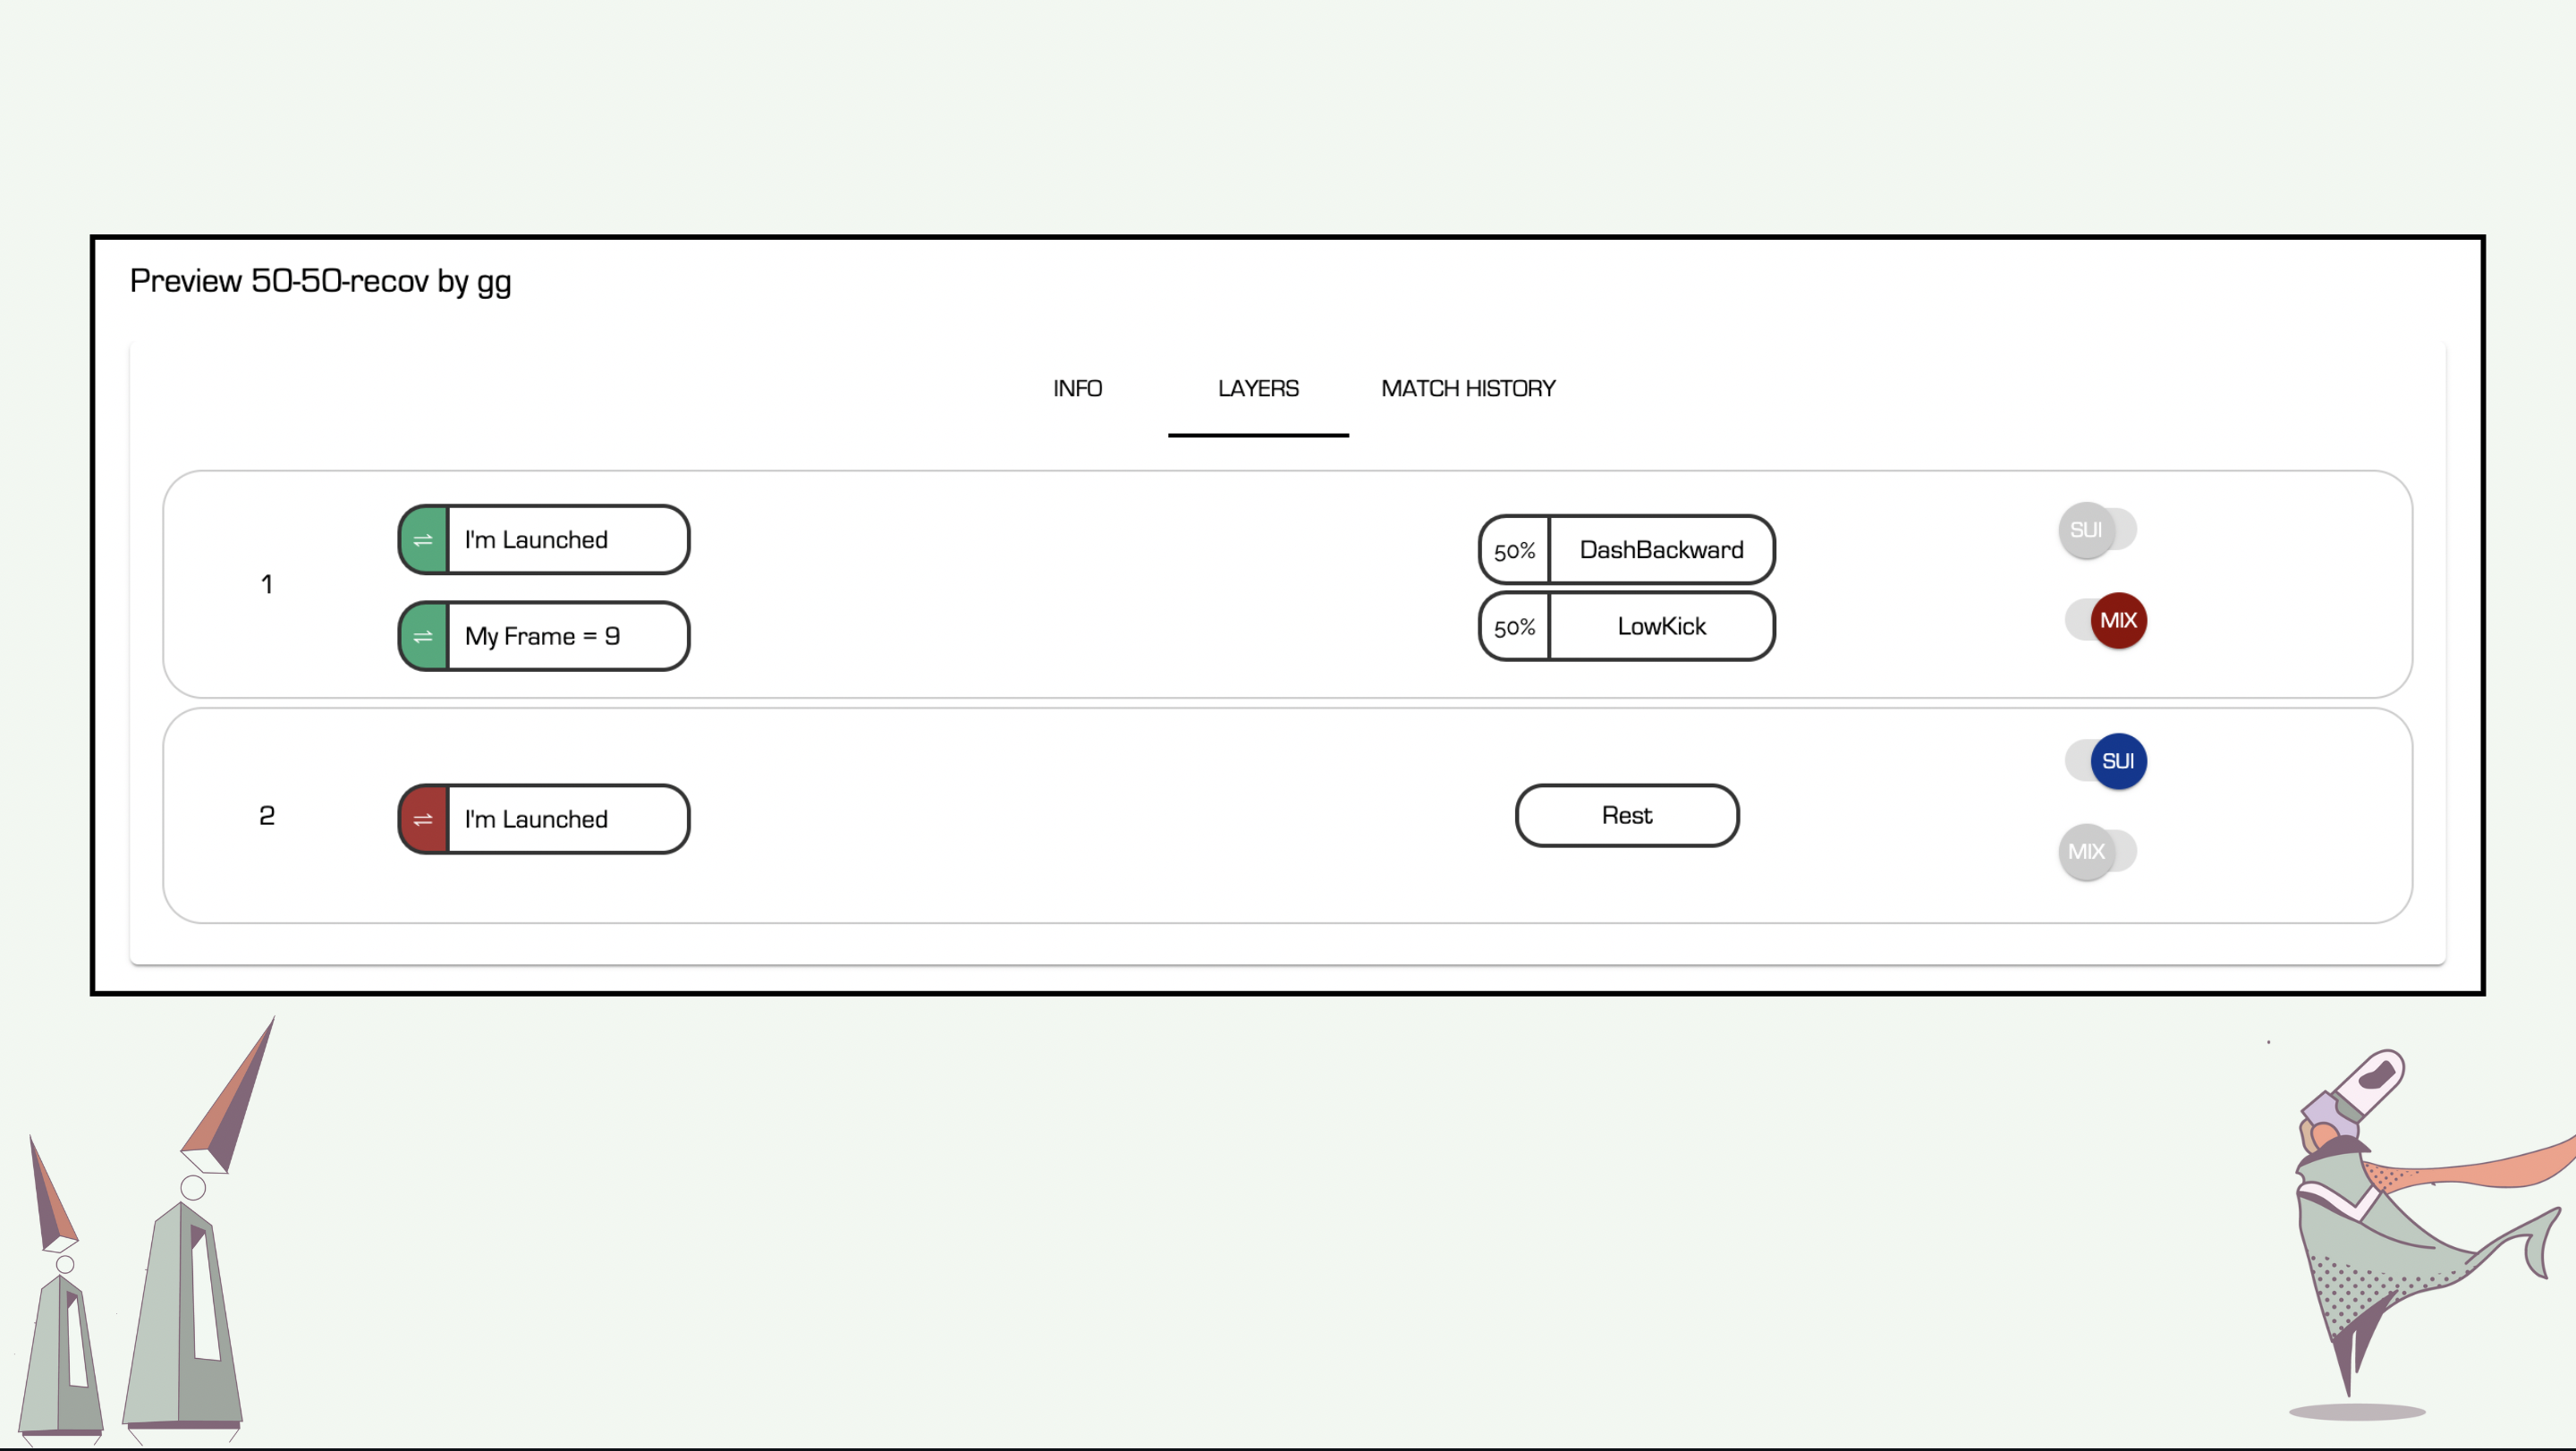 Preview 50-50-recov by gg
INFO LAYERS MATCH HISTORY
1
⇌ I'm Launched
⇌ My Frame = 9
50% DashBackward
50% LowKick
SUI
MIX
2
⇌ I'm Launched
Rest
SUI
MIX